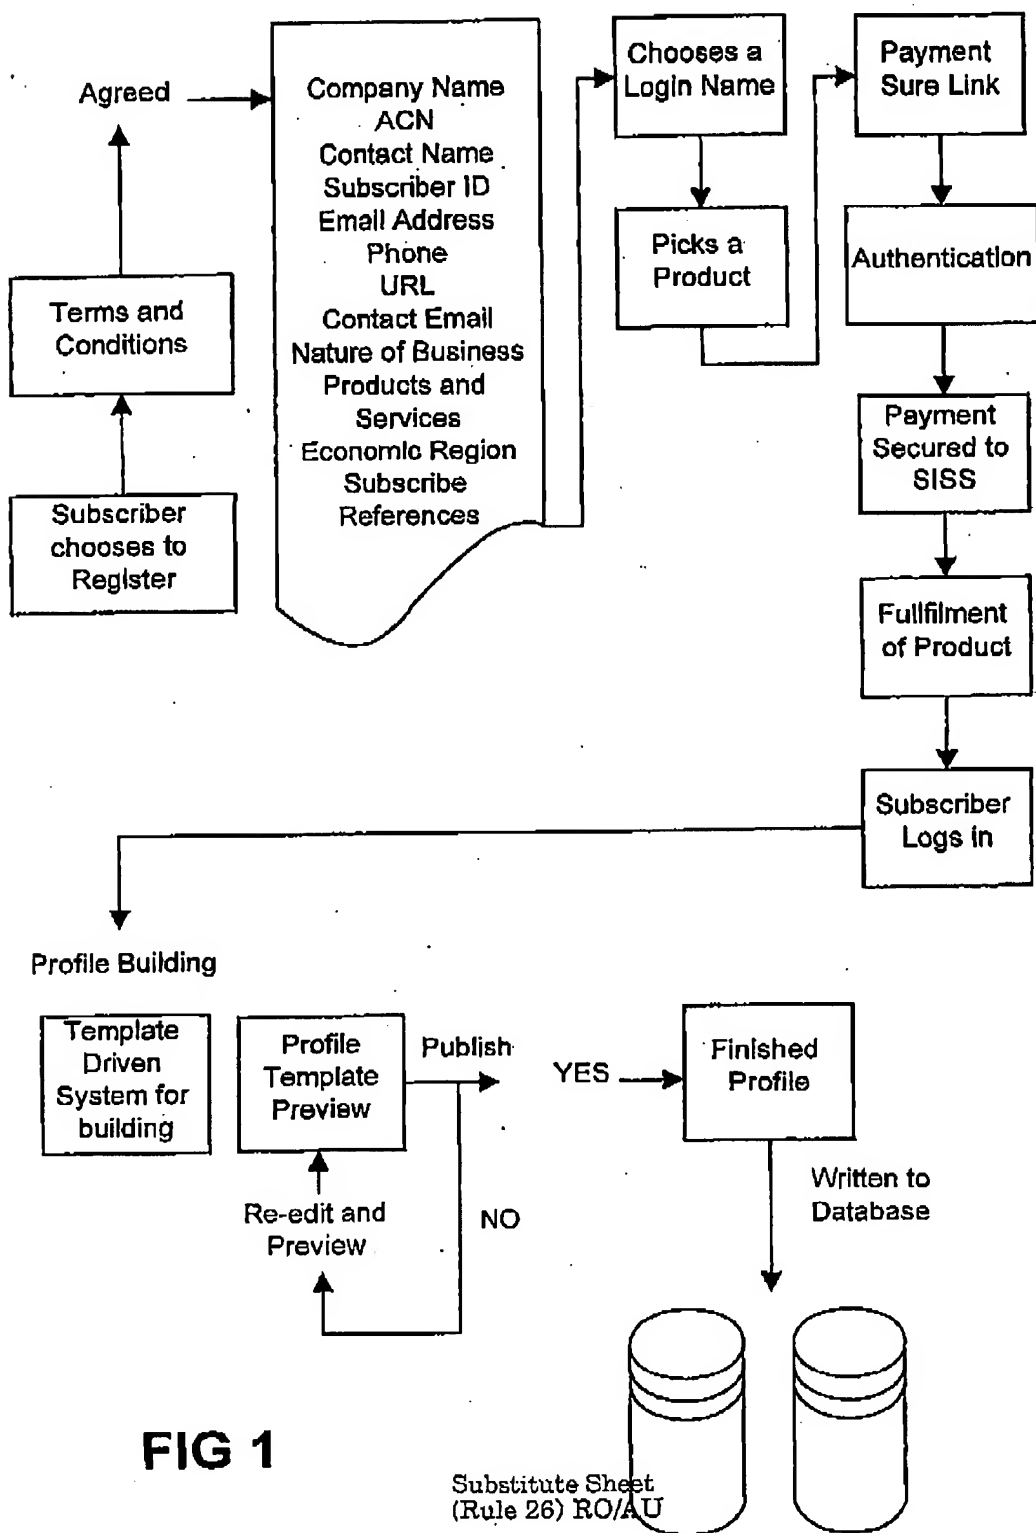 Agreed
Company Name
ACN
Contact Name
Subscriber ID
Email Address
Phone
URL
Contact Email
Nature of Business
Products and
Services
Economic Region
Subscribe
References
Terms and
Conditions
Subscriber
chooses to
Register
Chooses a
Login Name
Picks a
Product
Payment
Sure Link
Authentication
Payment
Secured to
SISS
Fullfilment
of Product
Subscriber
Logs in
Profile Building
Template
Driven
System for
building
Profile
Template
Preview
Publish
Re-edit and
Preview
NO
YES
Finished
Profile
Written to
Database
FIG 1
Substitute Sheet
(Rule 26) RO/AU